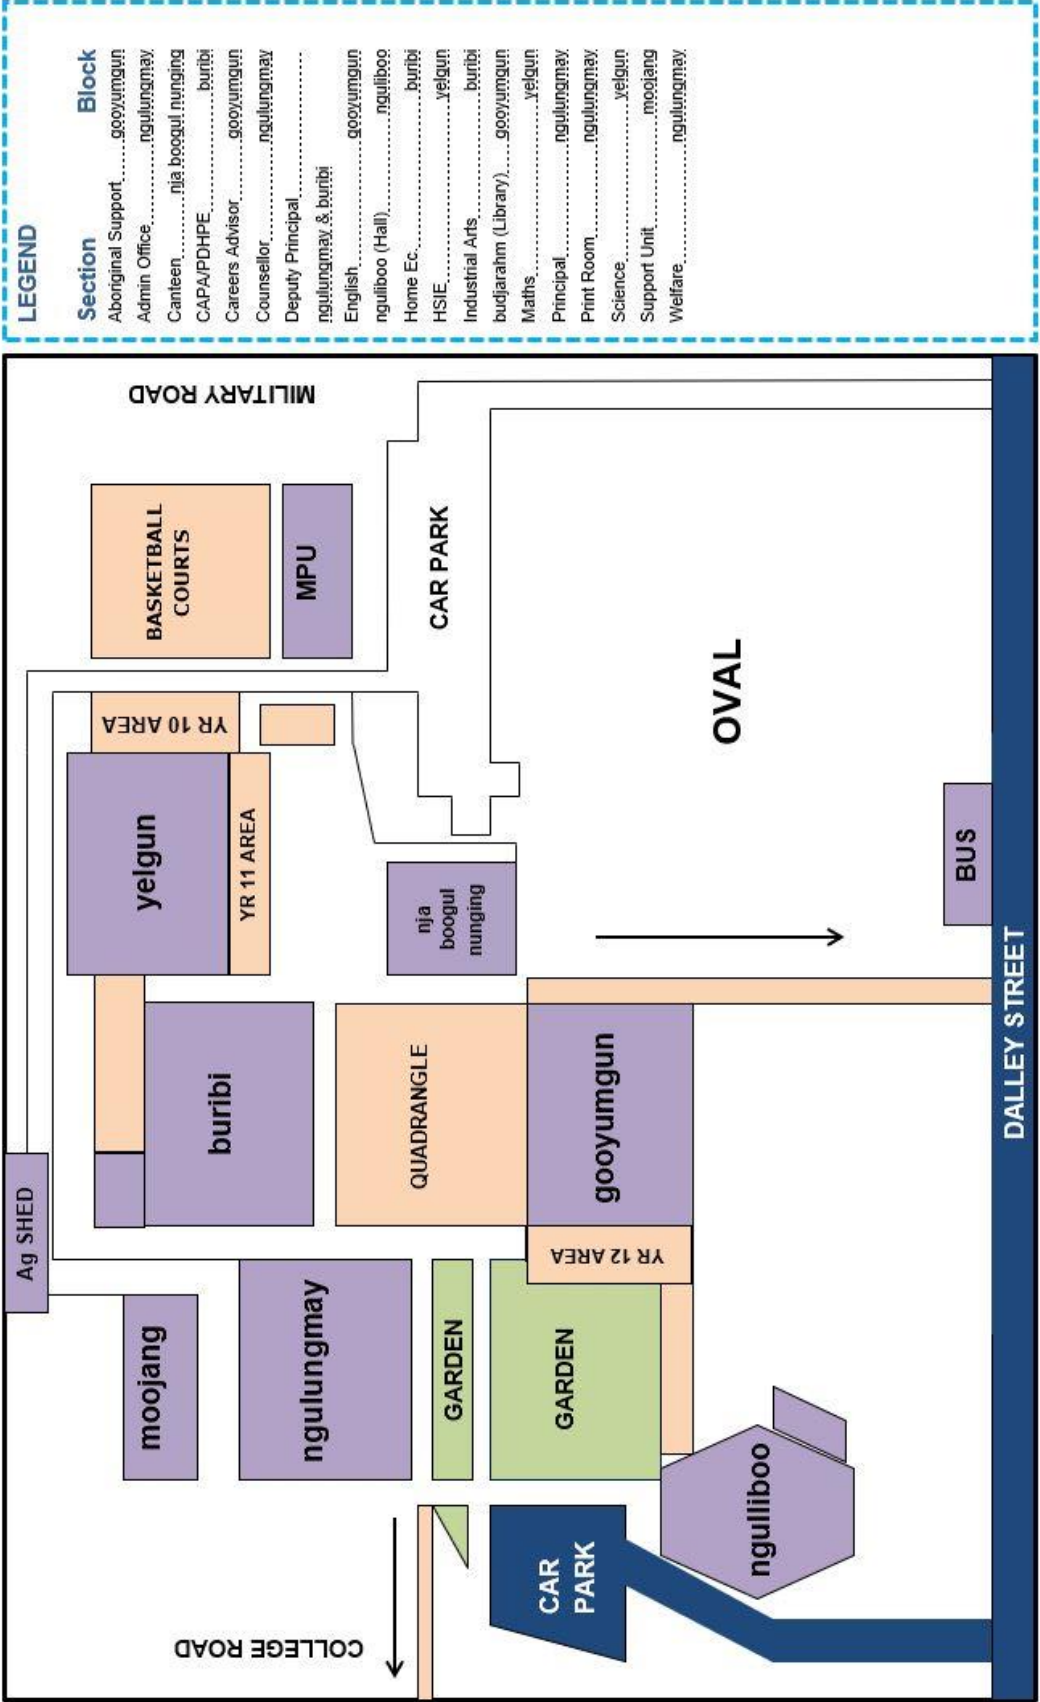 COLLEGE ROAD
moojang
Ag SHED
ngulungmay
GARDEN
GARDEN
CAR
PARK
ngulliboo
YR 12 AREA
buribi
QUADRANGLE
gooyumgun
yelgun
YR 11 AREA
YR 10 AREA
nja
boogul
nunging
BASKETBALL
COURTS
MPU
CAR PARK
OVAL
BUS
DALLEY STREET
MILITARY ROAD
LEGEND
Section Block
Aboriginal Support......gooyumgun
Admin Office......ngulungmay
Canteen......nja boogul nunging
CAPA/PDHPE......buribi
Careers Advisor......gooyumgun
Counsellor......ngulungmay
Deputy Principal......
ngulungmay & buribi
English......gooyumgun
nguliboo (Hall)......nguliboo
Home Ec......buribi
HSIE......yelgun
Industrial Arts......buribi
budjarahm (Library)......gooyumgun
Maths......yelgun
Principal......ngulungmay
Print Room......ngulungmay
Science......yelgun
Support Unit......moojang
Welfare......ngulungmay